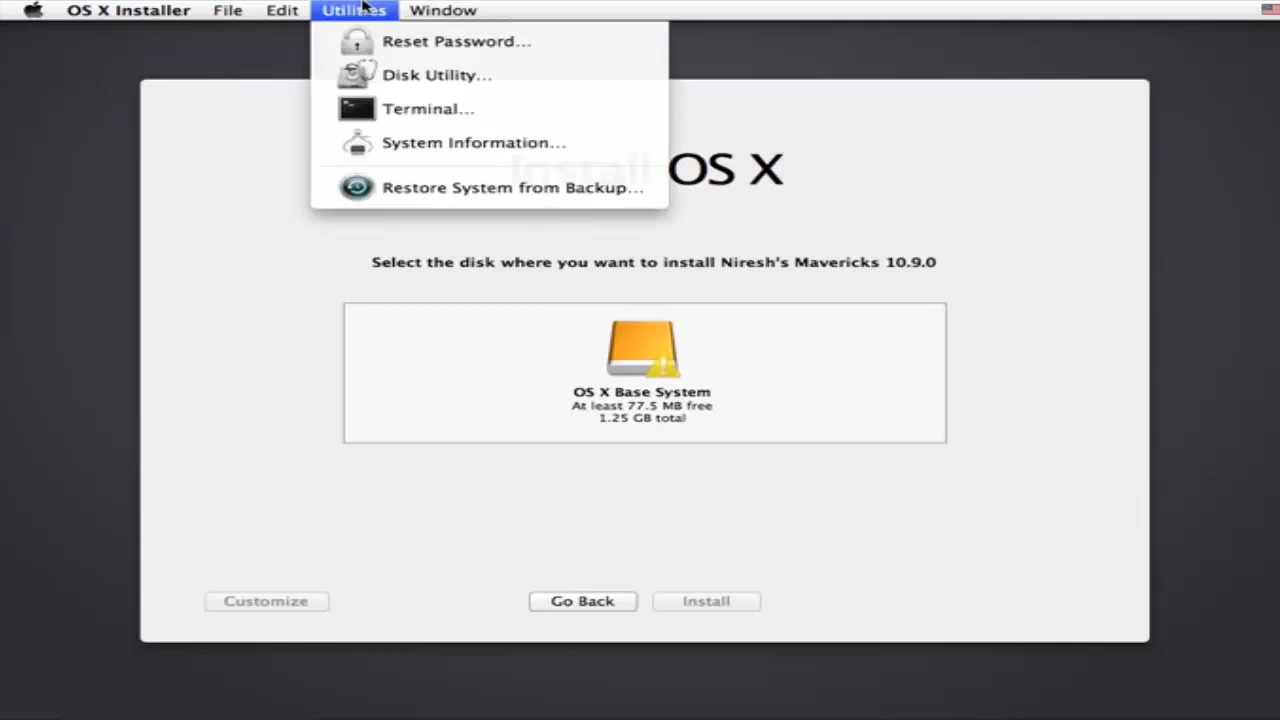 OS X Installer File Edit Utilities Window
Reset Password...
Disk Utility...
Terminal...
System Information...
Restore System from Backup...
Install OS X
Select the disk where you want to install Niresh's Mavericks 10.9.0
OS X Base System
At least 77.5 MB free
1.25 GB total
Customize Go Back Install